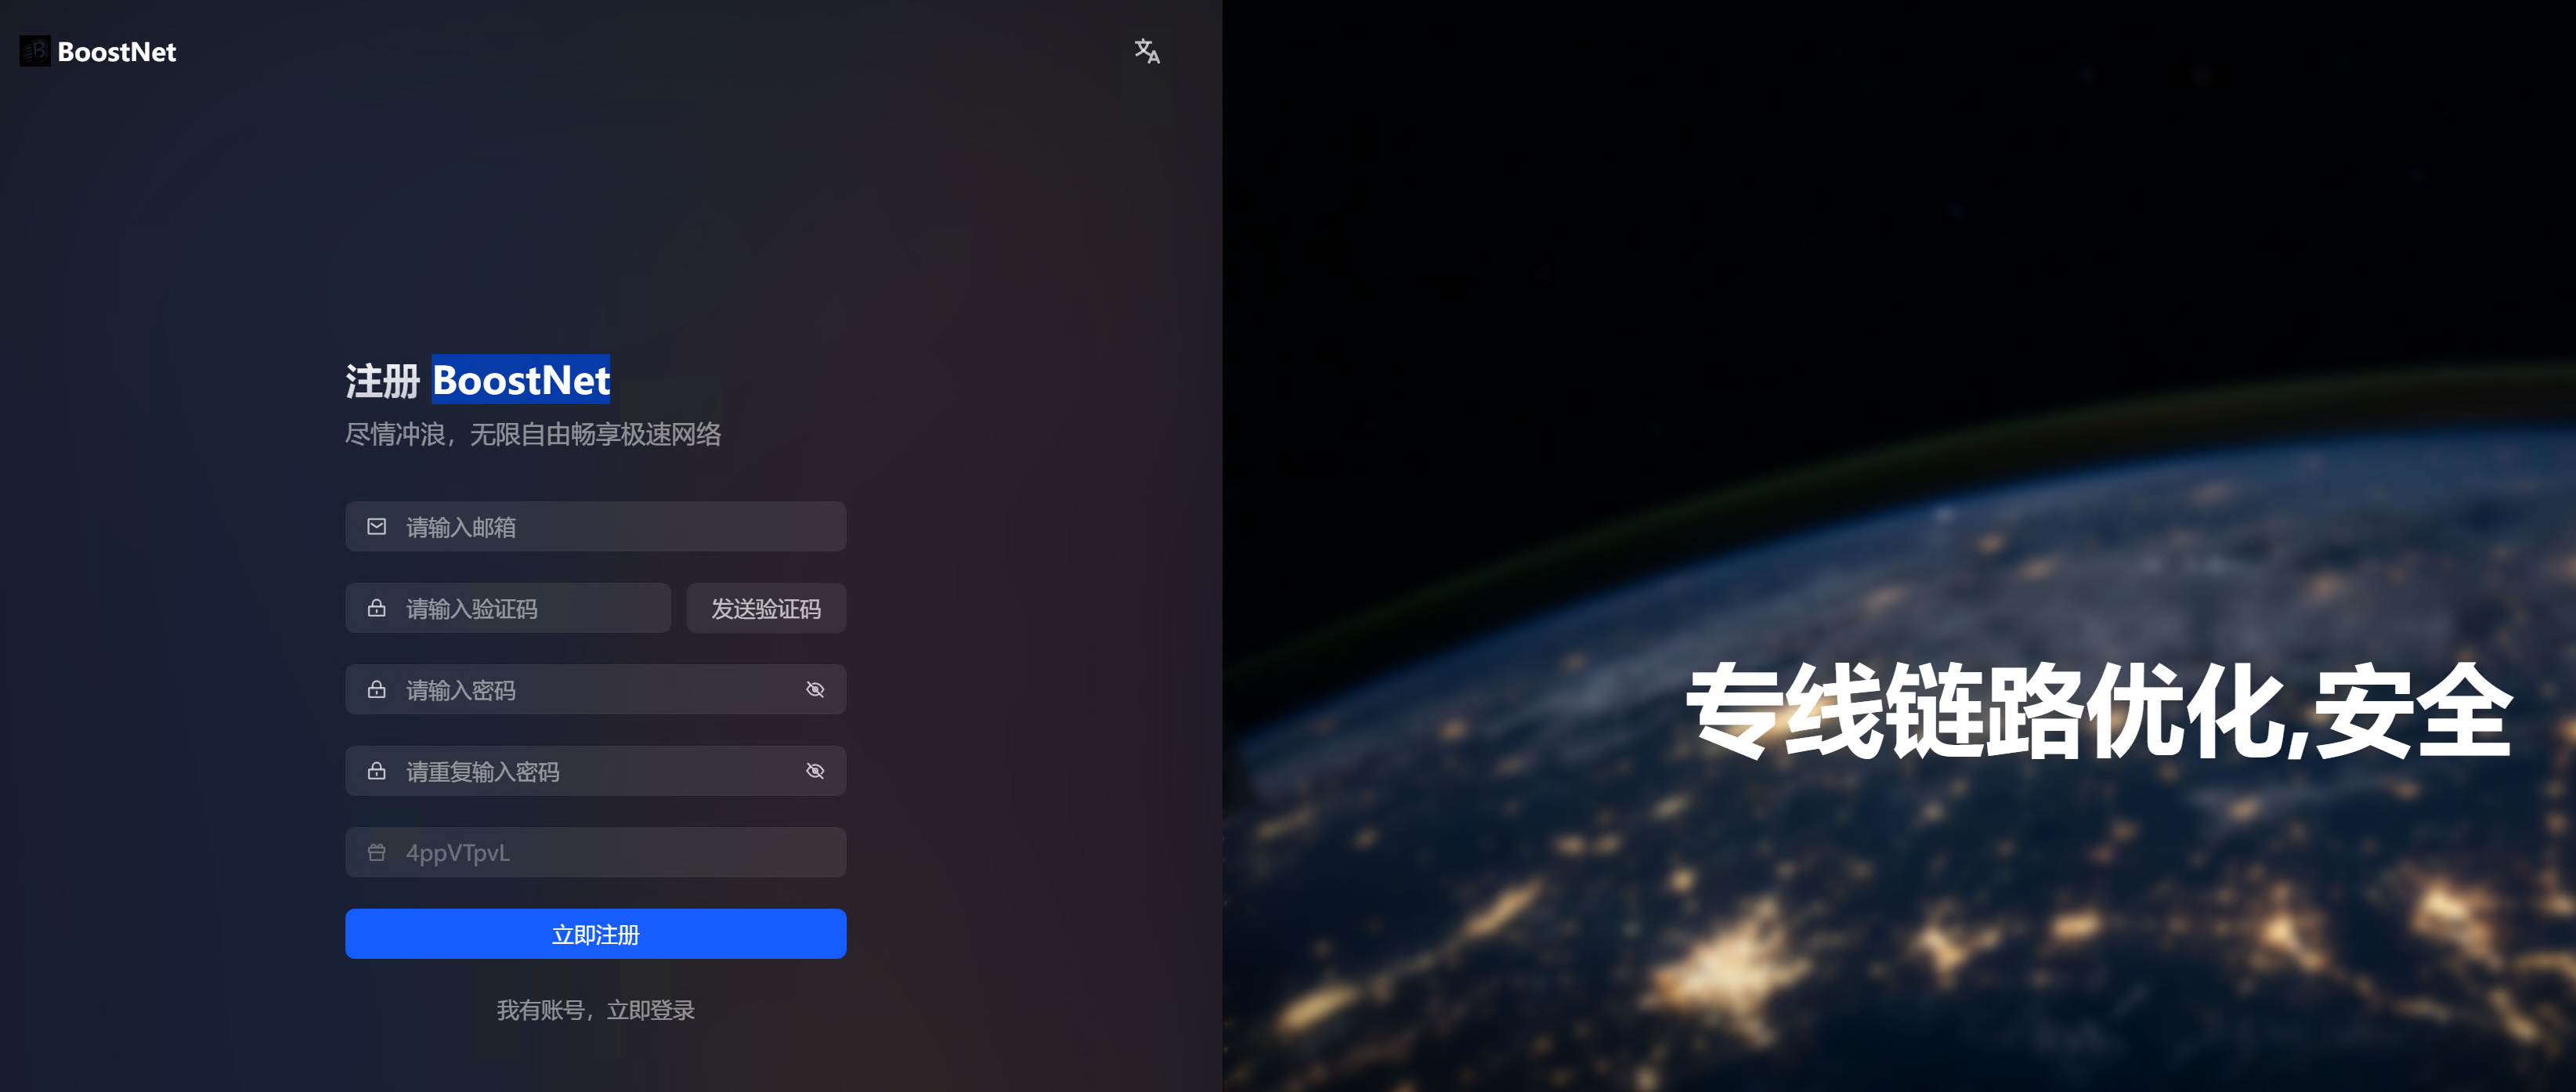 BoostNet
注册 BoostNet
尽情冲浪，无限自由畅享极速网络
请输入邮箱
请输入验证码
发送验证码
请输入密码
请重复输入密码
4ppVTpvL
立即注册
我有账号，立即登录
专线链路优化,安全